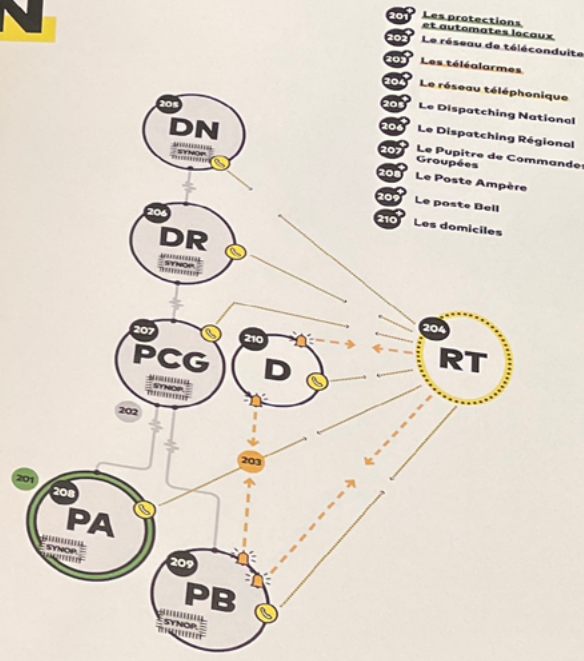 N
201+ Les protections
et automates locaux
202+ Le réseau de téléconduite
203+ Les téléalarmes
204+ Le réseau téléphonique
205+ Le Dispatching National
206+ Le Dispatching Régional
207+ Le Pupitre de Commandes
Groupées
208+ Le Poste Ampère
209+ Le poste Bell
210+ Les domiciles
205
DN
SYNOP.
206
DR
SYNOP.
207
PCG
SYNOP.
210
D
204
RT
202
203
201
208
PA
SYNOP.
209
PB
SYNOP.